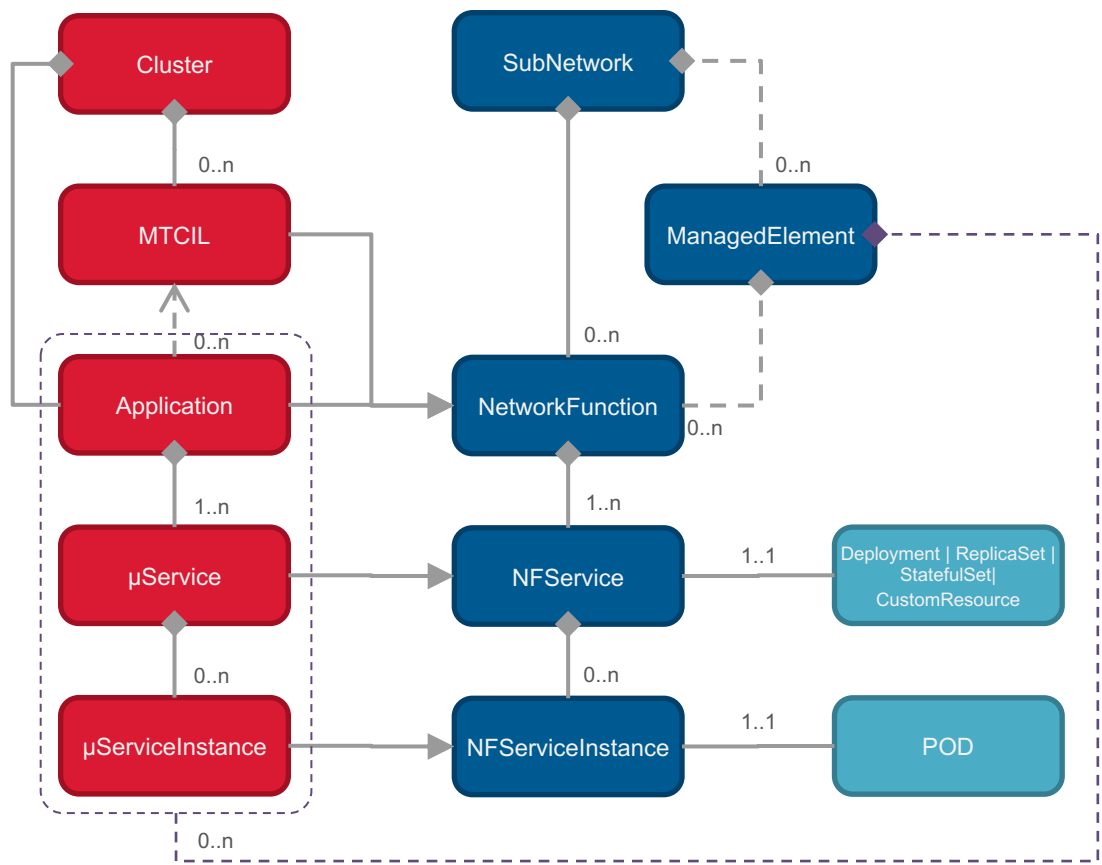 Cluster
SubNetwork
0..n
0..n
MTCIL
ManagedElement
0..n
0..n
Application
NetworkFunction
0..n
1..n
1..n
µService
NFService
1..1
Deployment | ReplicaSet |
StatefulSet|
CustomResource
0..n
0..n
µServiceInstance
NFServiceInstance
1..1
POD
0..n